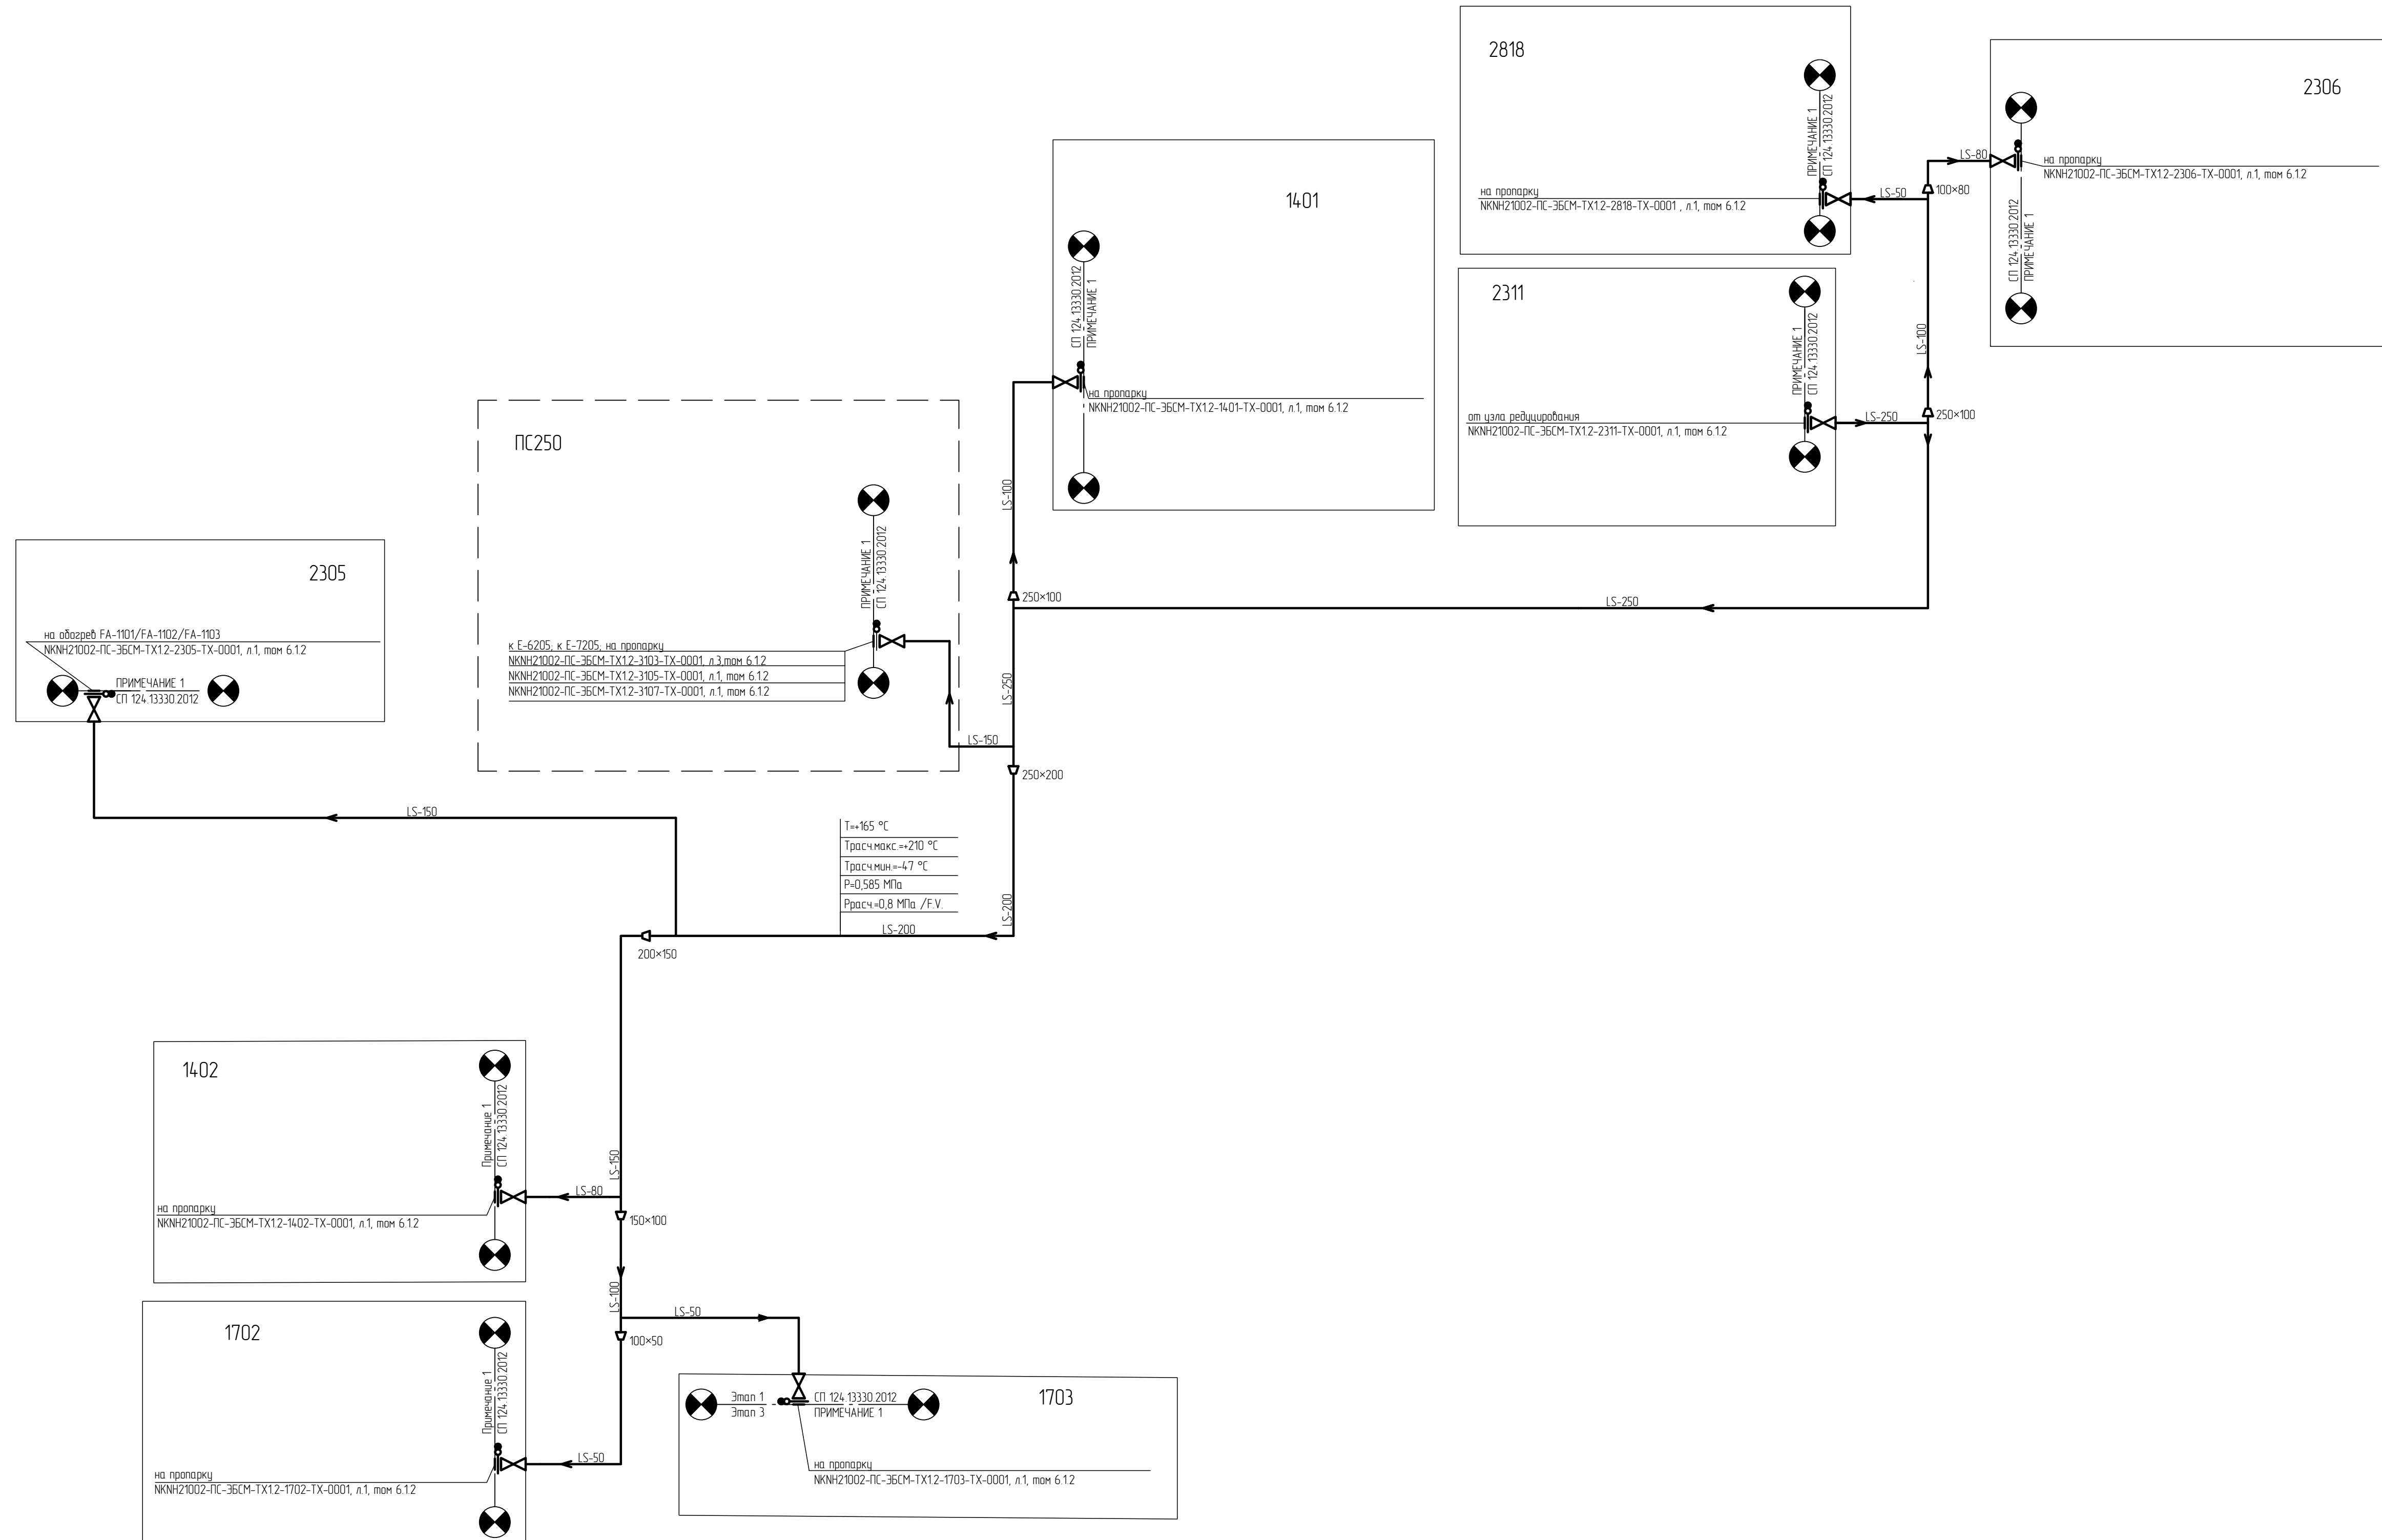 2818
ПРИМЕЧАНИЕ 1
СП 124.13330.2012
на пропарку
NKNH21002-ПС-ЭБСМ-ТХ1.2-2818-ТХ-0001 , л.1, том 6.1.2
LS-50
2306
LS-80
на пропарку
NKNH21002-ПС-ЭБСМ-ТХ1.2-2306-ТХ-0001, л.1, том 6.1.2
100×80
СП 124.13330.2012
ПРИМЕЧАНИЕ 1
1401
СП 124.13330.2012
ПРИМЕЧАНИЕ 1
на пропарку
NKNH21002-ПС-ЭБСМ-ТХ1.2-1401-ТХ-0001, л.1, том 6.1.2
LS-100
2311
ПРИМЕЧАНИЕ 1
СП 124.13330.2012
от узла редуцирования
NKNH21002-ПС-ЭБСМ-ТХ1.2-2311-ТХ-0001, л.1, том 6.1.2
LS-250
LS-100
250×100
ПС250
ПРИМЕЧАНИЕ 1
СП 124.13330.2012
к Е-6205; к Е-7205; на пропарку
NKNH21002-ПС-ЭБСМ-ТХ1.2-3103-ТХ-0001, л.3,том 6.1.2
NKNH21002-ПС-ЭБСМ-ТХ1.2-3105-ТХ-0001, л.1, том 6.1.2
NKNH21002-ПС-ЭБСМ-ТХ1.2-3107-ТХ-0001, л.1, том 6.1.2
250×100
LS-250
LS-250
LS-150
250×200
2305
на обогрев FA-1101/FA-1102/FA-1103
NKNH21002-ПС-ЭБСМ-ТХ1.2-2305-ТХ-0001, л.1, том 6.1.2
ПРИМЕЧАНИЕ 1
СП 124.13330.2012
LS-150
Т=+165 °С
Трасч.макс.=+210 °С
Трасч.мин.=-47 °С
Р=0,585 МПа
Ррасч.=0,8 МПа /F.V.
LS-200
LS-200
200×150
1402
Примечание 1
СП 124.13330.2012
на пропарку
NKNH21002-ПС-ЭБСМ-ТХ1.2-1402-ТХ-0001, л.1, том 6.1.2
LS-80
LS-150
150×100
LS-100
LS-50
100×50
1702
Примечание 1
СП 124.13330.2012
на пропарку
NKNH21002-ПС-ЭБСМ-ТХ1.2-1702-ТХ-0001, л.1, том 6.1.2
LS-50
1703
Этап 1
Этап 3
СП 124.13330.2012
ПРИМЕЧАНИЕ 1
на пропарку
NKNH21002-ПС-ЭБСМ-ТХ1.2-1703-ТХ-0001, л.1, том 6.1.2